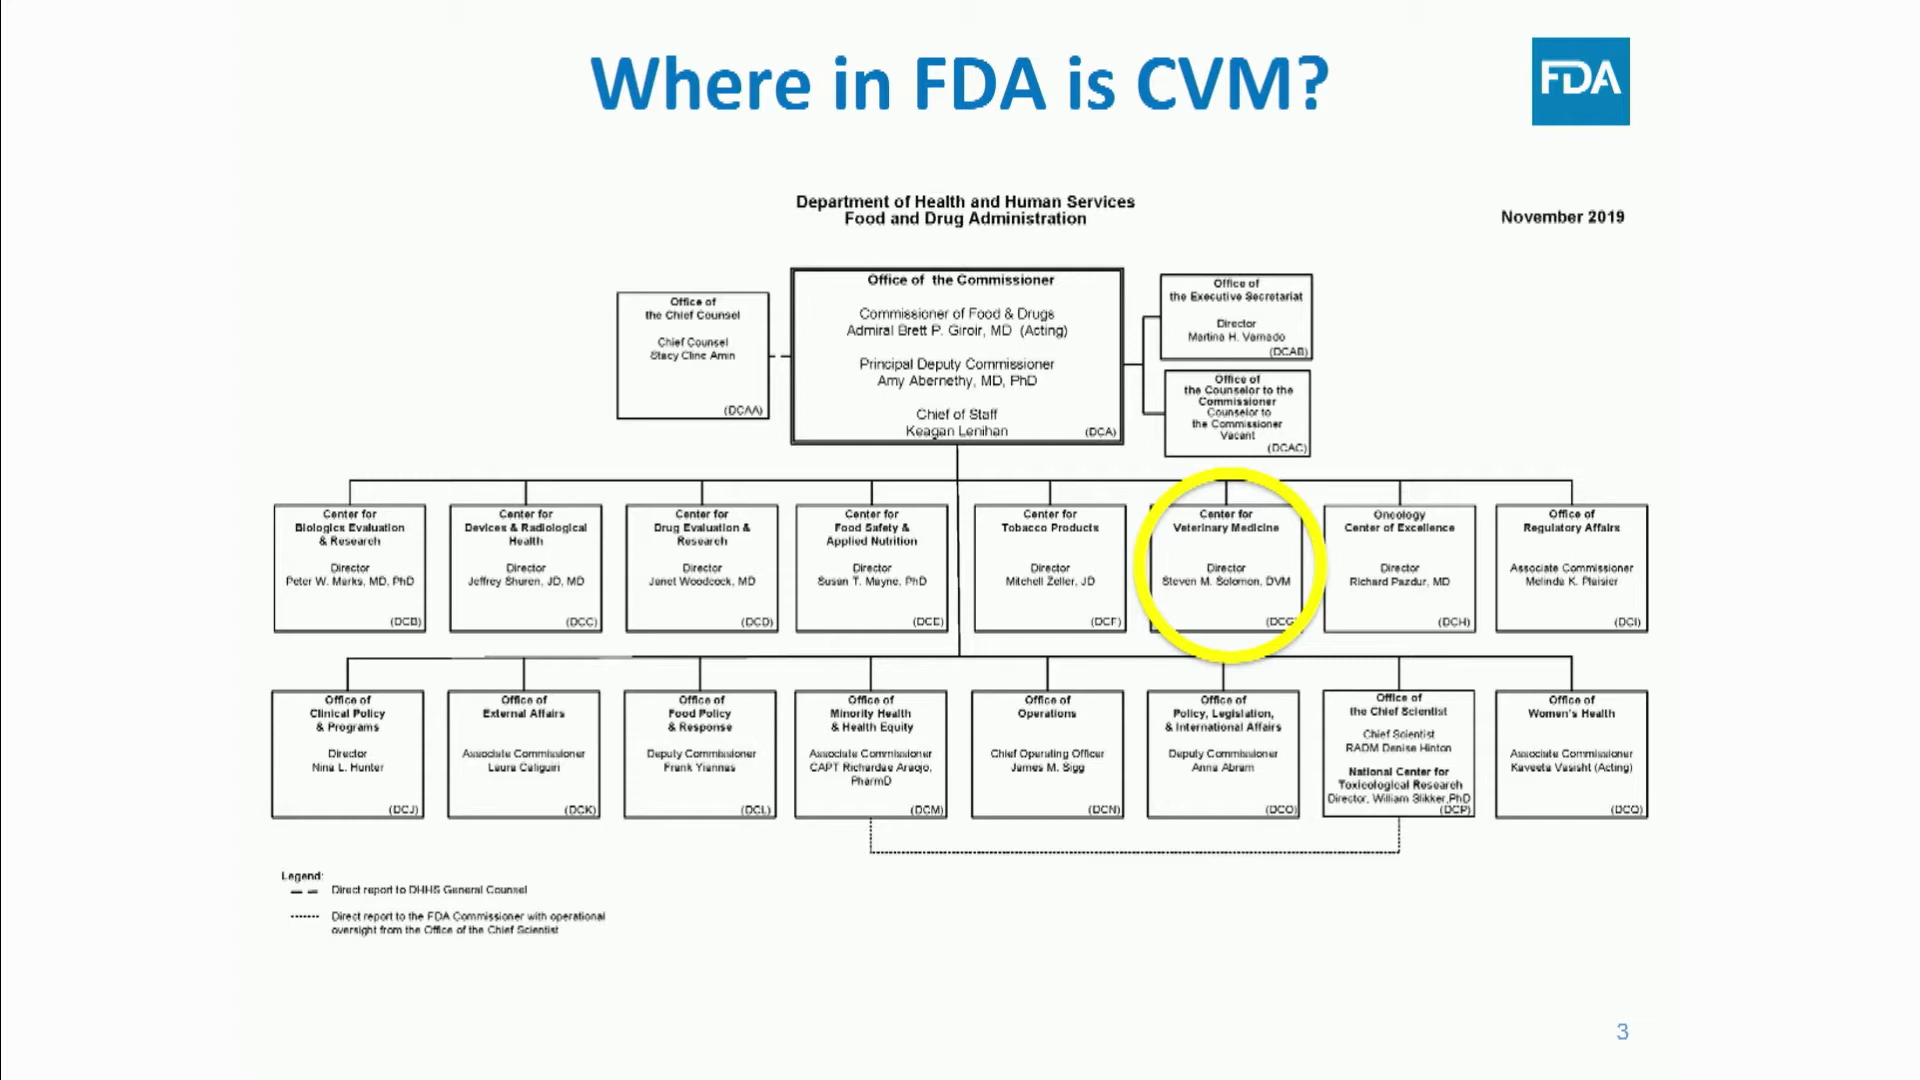 Where in FDA is CVM?
FDA
Department of Health and Human Services
Food and Drug Administration
November 2019
Office of the Commissioner
Commissioner of Food & Drugs
Admiral Brett P. Giroir, MD (Acting)
Principal Deputy Commissioner
Amy Abernethy, MD, PhD
Chief of Staff
Keagan Lenihan
(DCA)
Office of
the Chief Counsel
Chief Counsel
Stacy Cline Amin
(DCAA)
Office of
the Executive Secretariat
Director
Martina H. Varnado
(DCAB)
Office of
the Counselor to the
Commissioner
Counselor to
the Commissioner
Vacant
(DCAC)
Center for
Biologics Evaluation
& Research
Director
Peter W. Marks, MD, PhD
(DCB)
Center for
Devices & Radiological
Health
Director
Jeffrey Shuren, JD, MD
(DCC)
Center for
Drug Evaluation &
Research
Director
Janet Woodcock, MD
(DCD)
Center for
Food Safety &
Applied Nutrition
Director
Susan T. Mayne, PhD
(DCE)
Center for
Tobacco Products
Director
Mitchell Zeller, JD
(DCF)
Center for
Veterinary Medicine
Director
Steven M. Solomon, DVM
(DCG)
Oncology
Center of Excellence
Director
Richard Pazdur, MD
(DCH)
Office of
Regulatory Affairs
Associate Commissioner
Melinda K. Plaisier
(DCI)
Office of
Clinical Policy
& Programs
Director
Nina L. Hunter
(DCJ)
Office of
External Affairs
Associate Commissioner
Laura Caliguiri
(DCK)
Office of
Food Policy
& Response
Deputy Commissioner
Frank Yiannas
(DCL)
Office of
Minority Health
& Health Equity
Associate Commissioner
CAPT Richardae Araojo,
PharmD
(DCM)
Office of
Operations
Chief Operating Officer
James M. Sigg
(DCN)
Office of
Policy, Legislation,
& International Affairs
Deputy Commissioner
Anna Abram
(DCO)
Office of
the Chief Scientist
Chief Scientist
RADM Denise Hinton
National Center for
Toxicological Research
Director, William Slikker,PhD
(DCP)
Office of
Women's Health
Associate Commissioner
Kaveeta Vasisht (Acting)
(DCQ)
Legend:
Direct report to DHHS General Counsel
Direct report to the FDA Commissioner with operational
oversight from the Office of the Chief Scientist
3